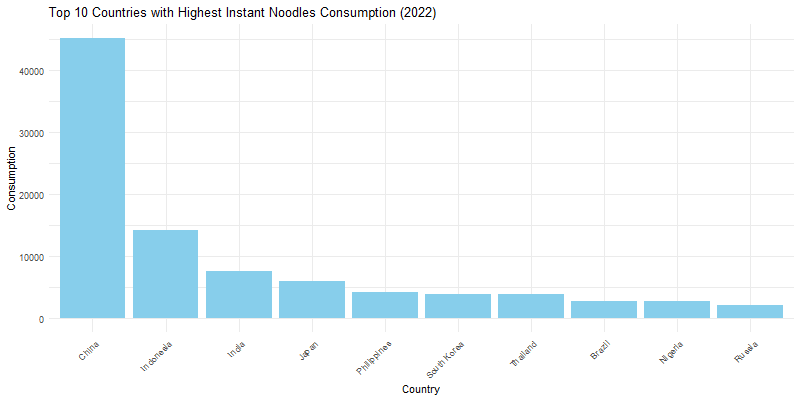 Top 10 Countries with Highest Instant Noodles Consumption (2022)
Consumption
40000
30000
20000
10000
0
China
Indonesia
India
Japan
Philippines
South Korea
Thailand
Brazil
Nigeria
Russia
Country